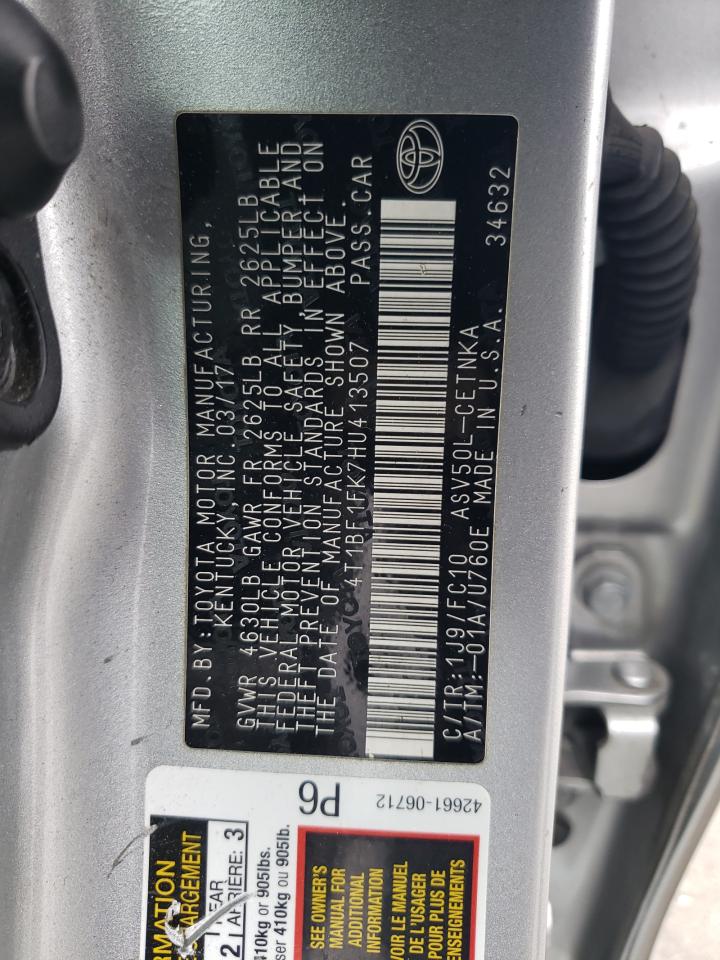 MFD.BY:TOYOTA MOTOR MANUFACTURING,
KENTUCKY,INC. 03/17
GVWR 4630LB GAWR FR 2625LB RR 2625LB
THIS VEHICLE CONFORMS TO ALL APPLICABLE
FEDERAL MOTOR VEHICLE SAFETY,BUMPER,AND
THEFT PREVENTION STANDARDS IN EFFECT ON
THE DATE OF MANUFACTURE SHOWN ABOVE.
4T1BF1FK7HU413507 PASS.CAR
C/TR:1J9/FC10 ASV50L-CETNKA
A/TM:-01A/U760E MADE IN U.S.A. 34632
P6
42661-06712
2 REAR
ARRIÈRE: 3
410kg or 905lbs.
410kg ou 905lb.
SEE OWNER'S
MANUAL FOR
ADDITIONAL
INFORMATION
VOIR LE MANUEL
DE L'USAGER
POUR PLUS DE